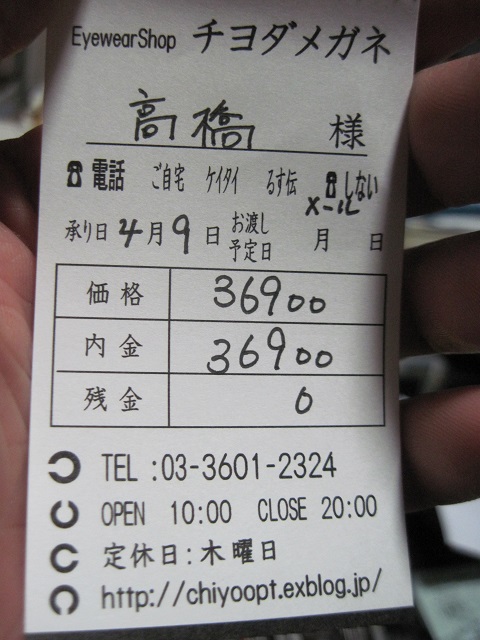 EyewearShop チヨダメガネ
高橋 様
☎電話 ご自宅 ケイタイ るす伝 ☎しない
メール
承り日 4月9日 お渡し予定日 月 日
価格 36900
内金 36900
残金 0
TEL :03-3601-2324
OPEN 10:00 CLOSE 20:00
定休日:木曜日
http://chiyoopt.exblog.jp/